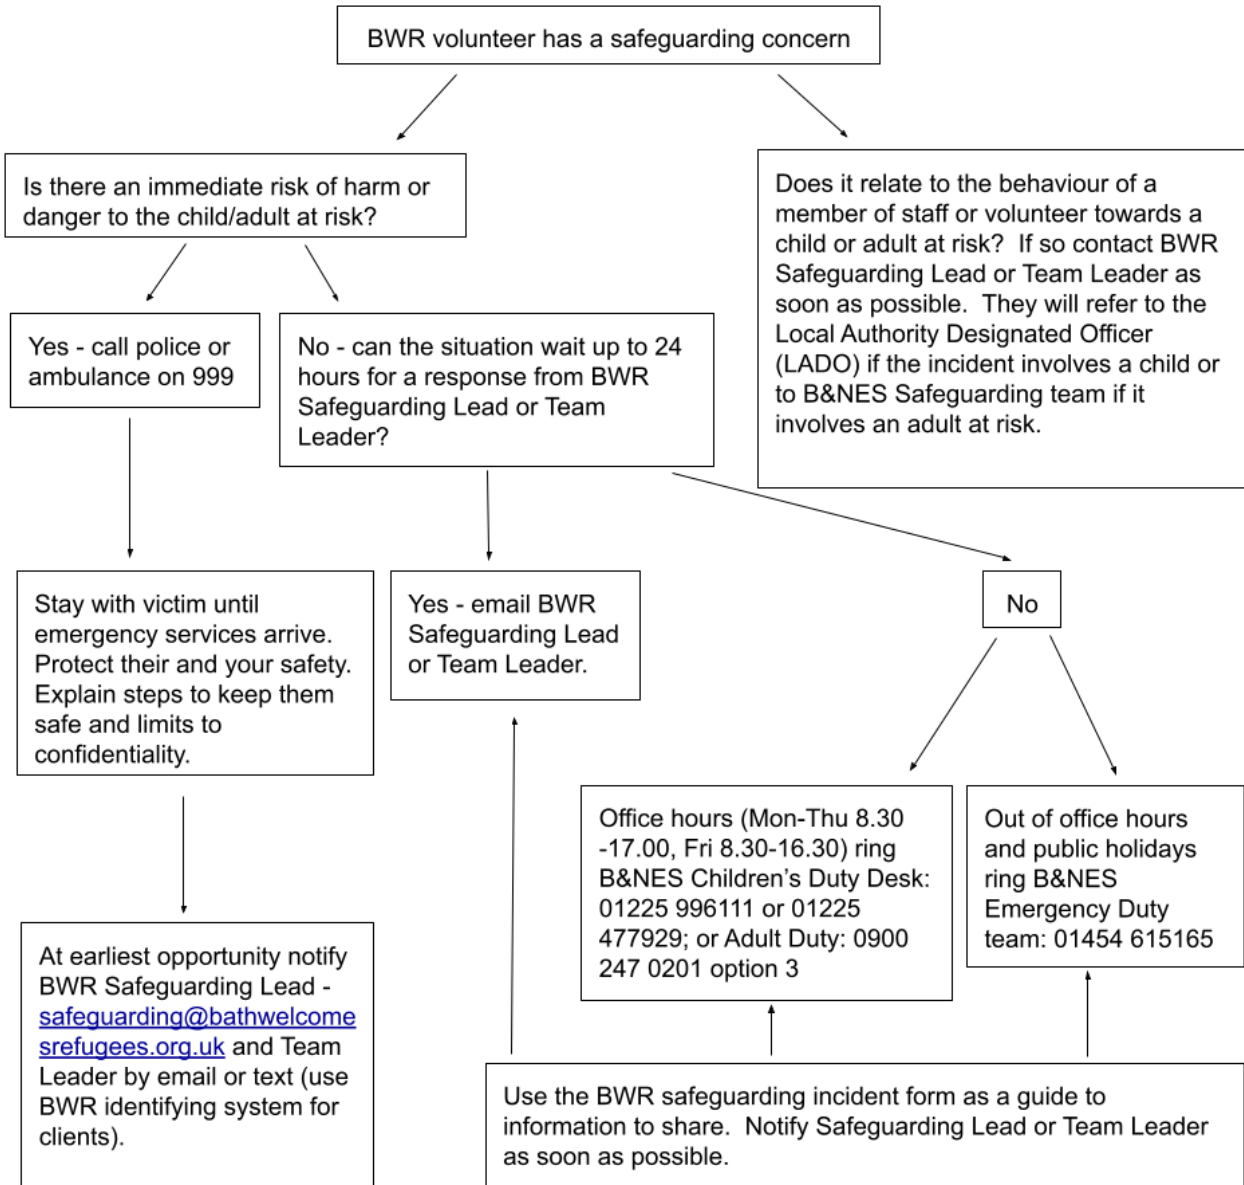 BWR volunteer has a safeguarding concern
Is there an immediate risk of harm or
danger to the child/adult at risk?
Does it relate to the behaviour of a
member of staff or volunteer towards a
child or adult at risk?  If so contact BWR
Safeguarding Lead or Team Leader as
soon as possible.  They will refer to the
Local Authority Designated Officer
(LADO) if the incident involves a child or
to B&NES Safeguarding team if it
involves an adult at risk.
Yes - call police or
ambulance on 999
No - can the situation wait up to 24
hours for a response from BWR
Safeguarding Lead or Team
Leader?
Stay with victim until
emergency services arrive.
Protect their and your safety.
Explain steps to keep them
safe and limits to
confidentiality.
Yes - email BWR
Safeguarding Lead
or Team Leader.
No
Office hours (Mon-Thu 8.30
-17.00, Fri 8.30-16.30) ring
B&NES Children's Duty Desk:
01225 996111 or 01225
477929; or Adult Duty: 0900
247 0201 option 3
Out of office hours
and public holidays
ring B&NES
Emergency Duty
team: 01454 615165
At earliest opportunity notify
BWR Safeguarding Lead -
safeguarding@bathwelcome
srefugees.org.uk and Team
Leader by email or text (use
BWR identifying system for
clients).
Use the BWR safeguarding incident form as a guide to
information to share.  Notify Safeguarding Lead or Team Leader
as soon as possible.